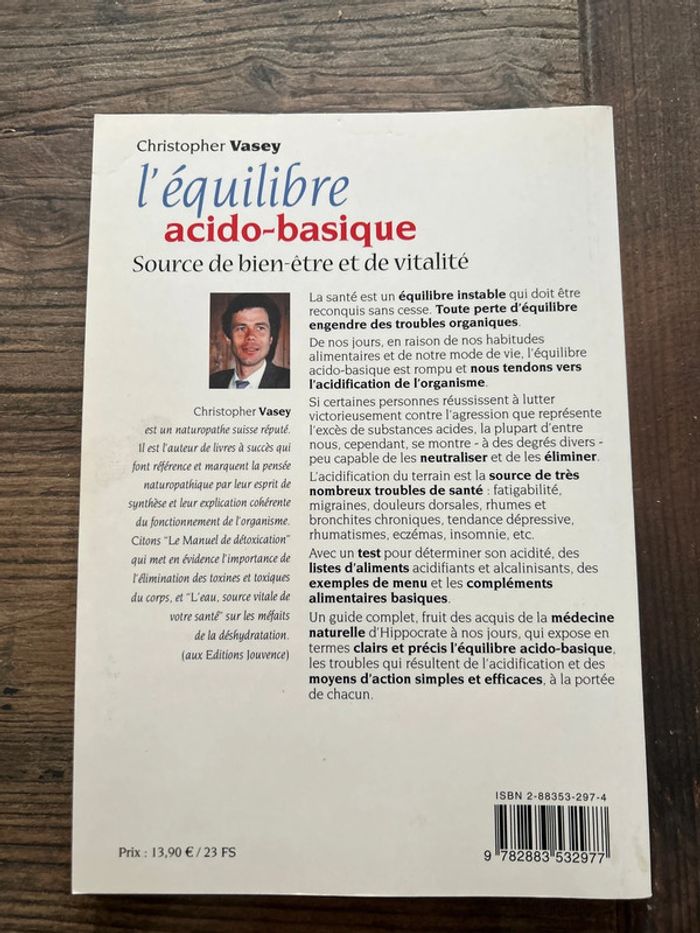 Christopher Vasey
l'équilibre
acido-basique
Source de bien-être et de vitalité
Christopher Vasey
est un naturopathe suisse réputé.
Il est l'auteur de livres à succès qui
font référence et marquent la pensée
naturopathique par leur esprit de
synthèse et leur explication cohérente
du fonctionnement de l'organisme.
Citons "Le Manuel de détoxication"
qui met en évidence l'importance de
l'élimination des toxines et toxiques
du corps, et "L'eau, source vitale de
votre santé" sur les méfaits
de la déshydratation.
(aux Editions Jouvence)
La santé est un équilibre instable qui doit être
reconquis sans cesse. Toute perte d'équilibre
engendre des troubles organiques.
De nos jours, en raison de nos habitudes
alimentaires et de notre mode de vie, l'équilibre
acido-basique est rompu et nous tendons vers
l'acidification de l'organisme.
Si certaines personnes réussissent à lutter
victorieusement contre l'agression que représente
l'excès de substances acides, la plupart d'entre
nous, cependant, se montre - à des degrés divers -
peu capable de les neutraliser et de les éliminer.
L'acidification du terrain est la source de très
nombreux troubles de santé : fatigabilité,
migraines, douleurs dorsales, rhumes et
bronchites chroniques, tendance dépressive,
rhumatismes, eczémas, insomnie, etc.
Avec un test pour déterminer son acidité, des
listes d'aliments acidifiants et alcalinisants, des
exemples de menu et les compléments
alimentaires basiques.
Un guide complet, fruit des acquis de la médecine
naturelle d'Hippocrate à nos jours, qui expose en
termes clairs et précis l'équilibre acido-basique,
les troubles qui résultent de l'acidification et des
moyens d'action simples et efficaces, à la portée
de chacun.
Prix : 13,90 € / 23 FS
ISBN 2-88353-297-4
9 782883 532977